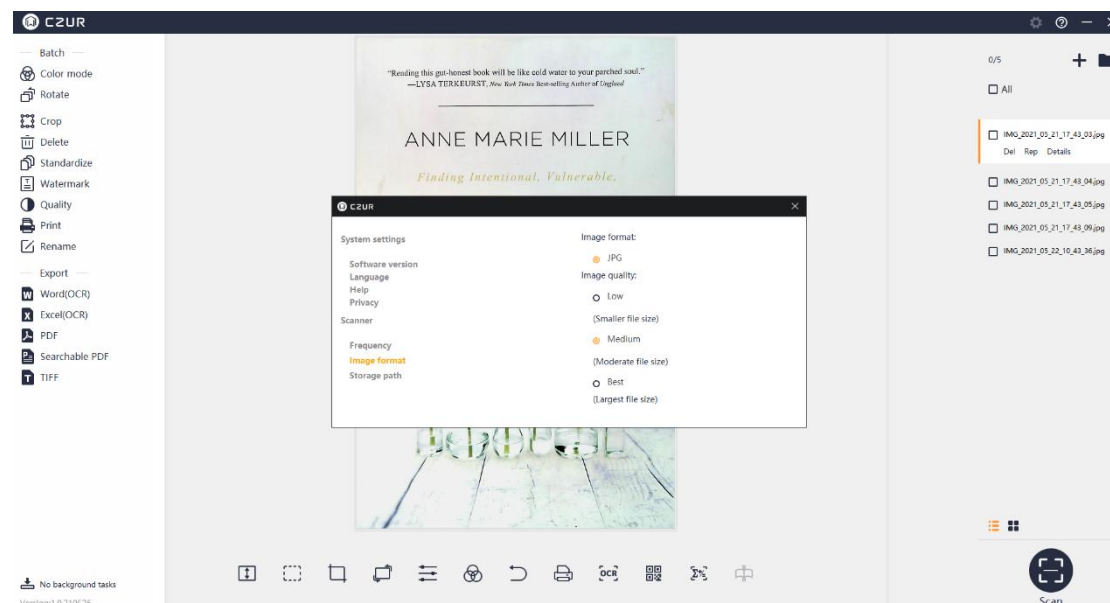 CZUR
Batch
Color mode
Rotate
Crop
Delete
Standardize
Watermark
Quality
Print
Rename
Export
Word(OCR)
Excel(OCR)
PDF
Searchable PDF
TIFF
No background tasks
"Reading this gut-honest book will be like cold water to your parched soul."
—LYSA TERKEURST, New York Times Best-selling Author of Unglued
ANNE MARIE MILLER
Finding Intentional, Vulnerable,
CZUR
System settings
Software version
Language
Help
Privacy
Scanner
Frequency
Image format
Storage path
Image format:
JPG
Image quality:
Low
(Smaller file size)
Medium
(Moderate file size)
Best
(Largest file size)
OCR
0/5
All
IMG_2021_05_21_17_43_03.jpg
Del Rep Details
IMG_2021_05_21_17_43_04.jpg
IMG_2021_05_21_17_43_05.jpg
IMG_2021_05_21_17_43_09.jpg
IMG_2021_05_22_10_43_36.jpg
Scan